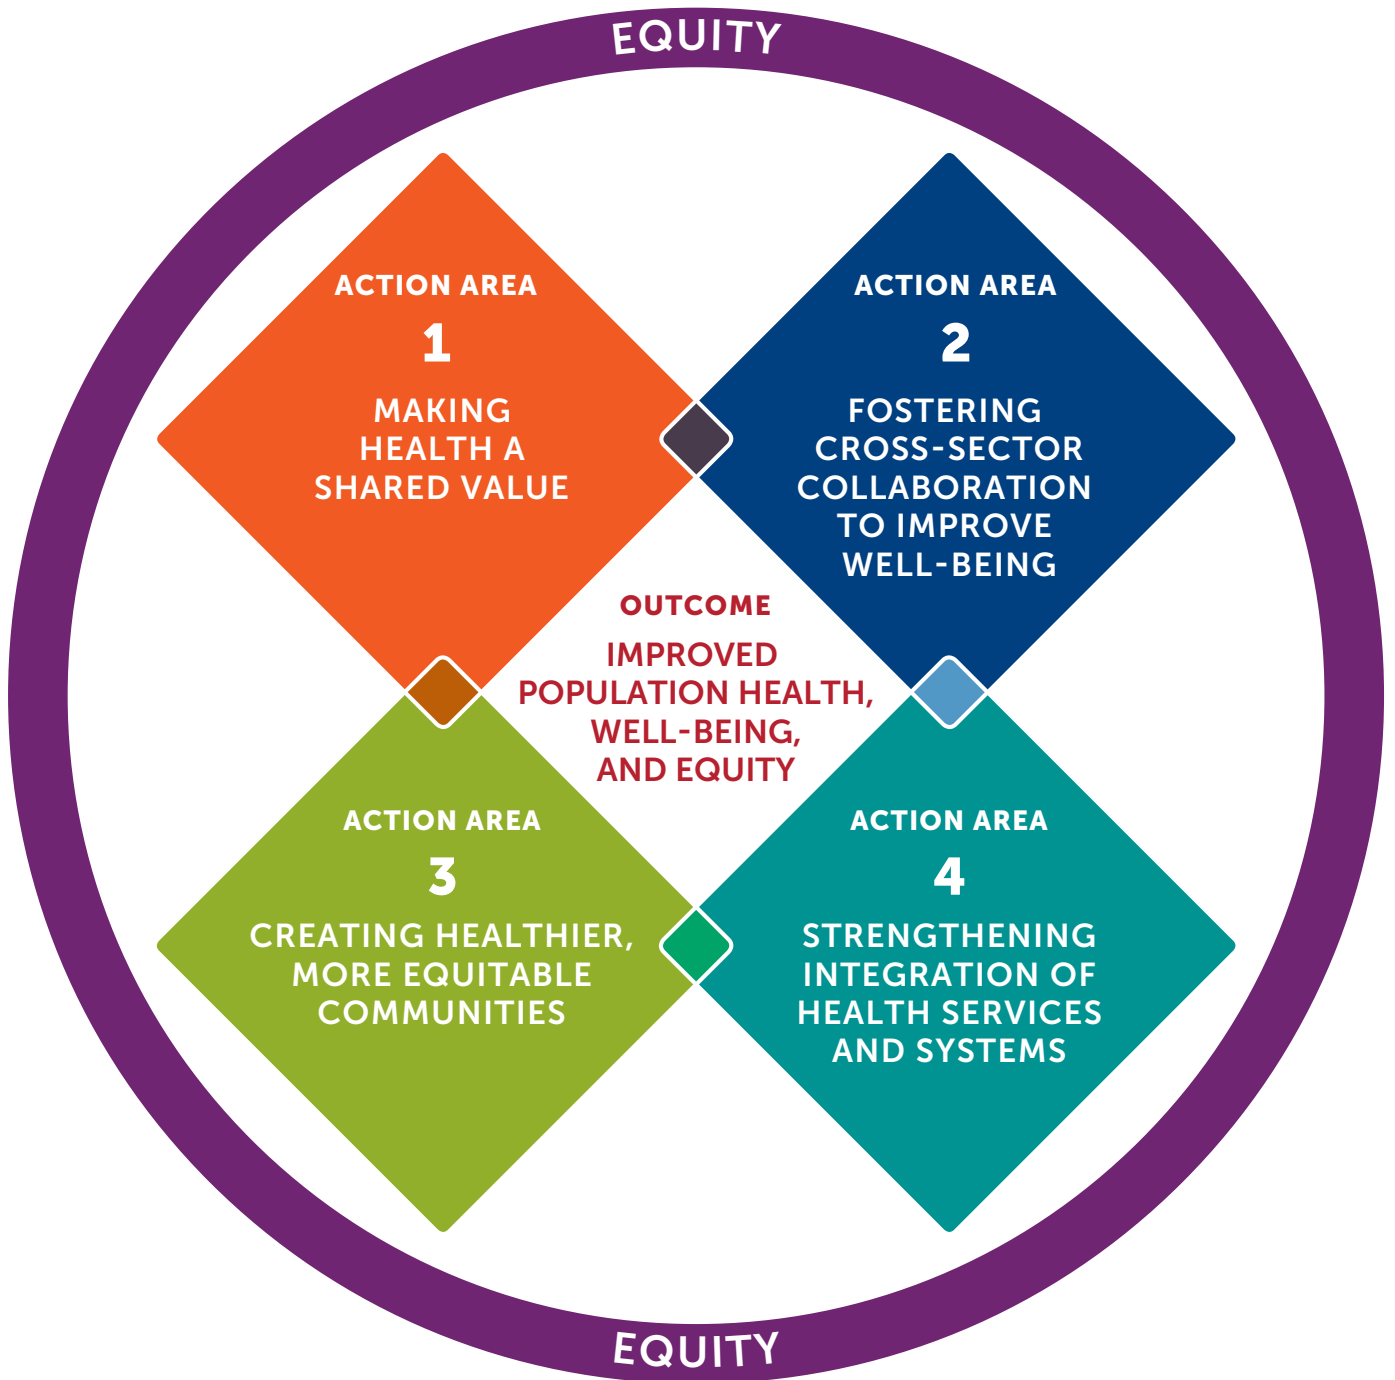 EQUITY
ACTION AREA
1
MAKING
HEALTH A
SHARED VALUE
ACTION AREA
2
FOSTERING
CROSS-SECTOR
COLLABORATION
TO IMPROVE
WELL-BEING
OUTCOME
IMPROVED
POPULATION HEALTH,
WELL-BEING,
AND EQUITY
ACTION AREA
3
CREATING HEALTHIER,
MORE EQUITABLE
COMMUNITIES
ACTION AREA
4
STRENGTHENING
INTEGRATION OF
HEALTH SERVICES
AND SYSTEMS
EQUITY